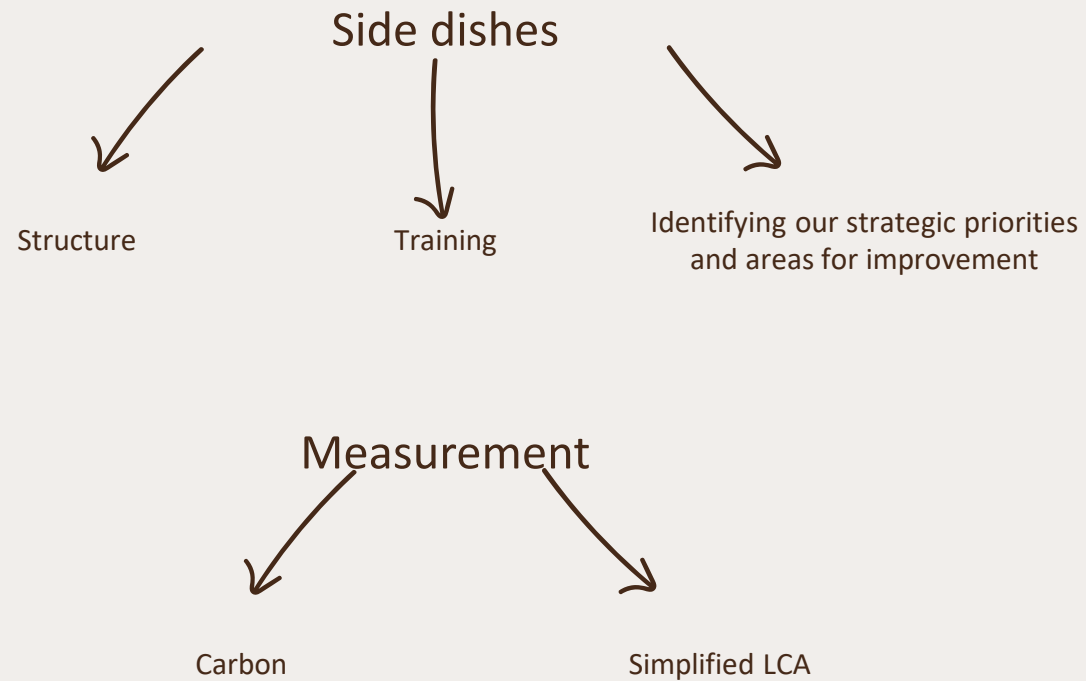 Side dishes
Structure
Training
Identifying our strategic priorities
and areas for improvement
Measurement
Carbon
Simplified LCA